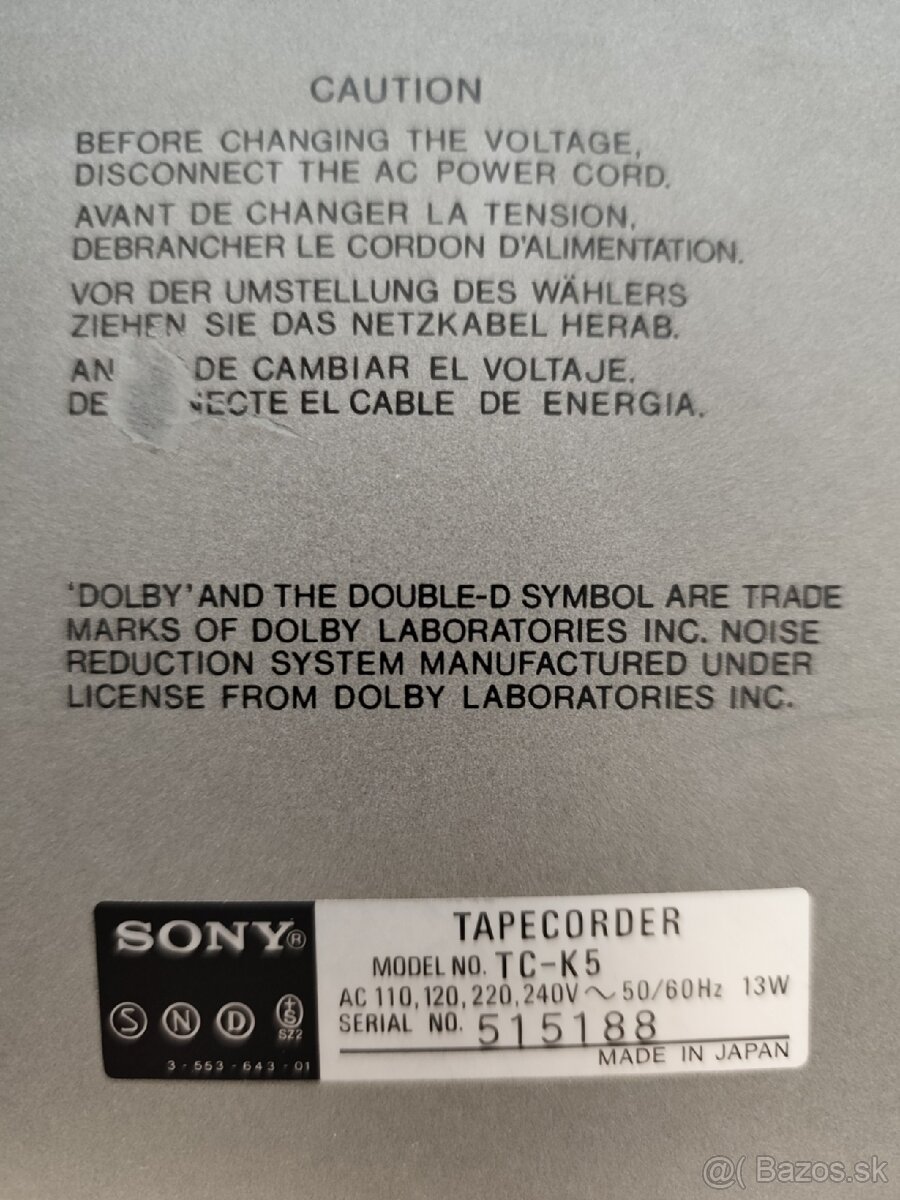 CAUTION
BEFORE CHANGING THE VOLTAGE,
DISCONNECT THE AC POWER CORD.
AVANT DE CHANGER LA TENSION,
DEBRANCHER LE CORDON D'ALIMENTATION.
VOR DER UMSTELLUNG DES WÄHLERS
ZIEHEN SIE DAS NETZKABEL HERAB.
DE CAMBIAR EL VOLTAJE.
EL CABLE DE ENERGIA.
'DOLBY' AND THE DOUBLE-D SYMBOL ARE TRADE
MARKS OF DOLBY LABORATORIES INC. NOISE
REDUCTION SYSTEM MANUFACTURED UNDER
LICENSE FROM DOLBY LABORATORIES INC.
SONY®
S N D +S
SZ2
3-553-643-01
TAPECORDER
MODEL NO. TC-K5
AC 110,120,220,240V ~ 50/60Hz 13W
SERIAL NO. 515188
MADE IN JAPAN
@( Bazos.sk